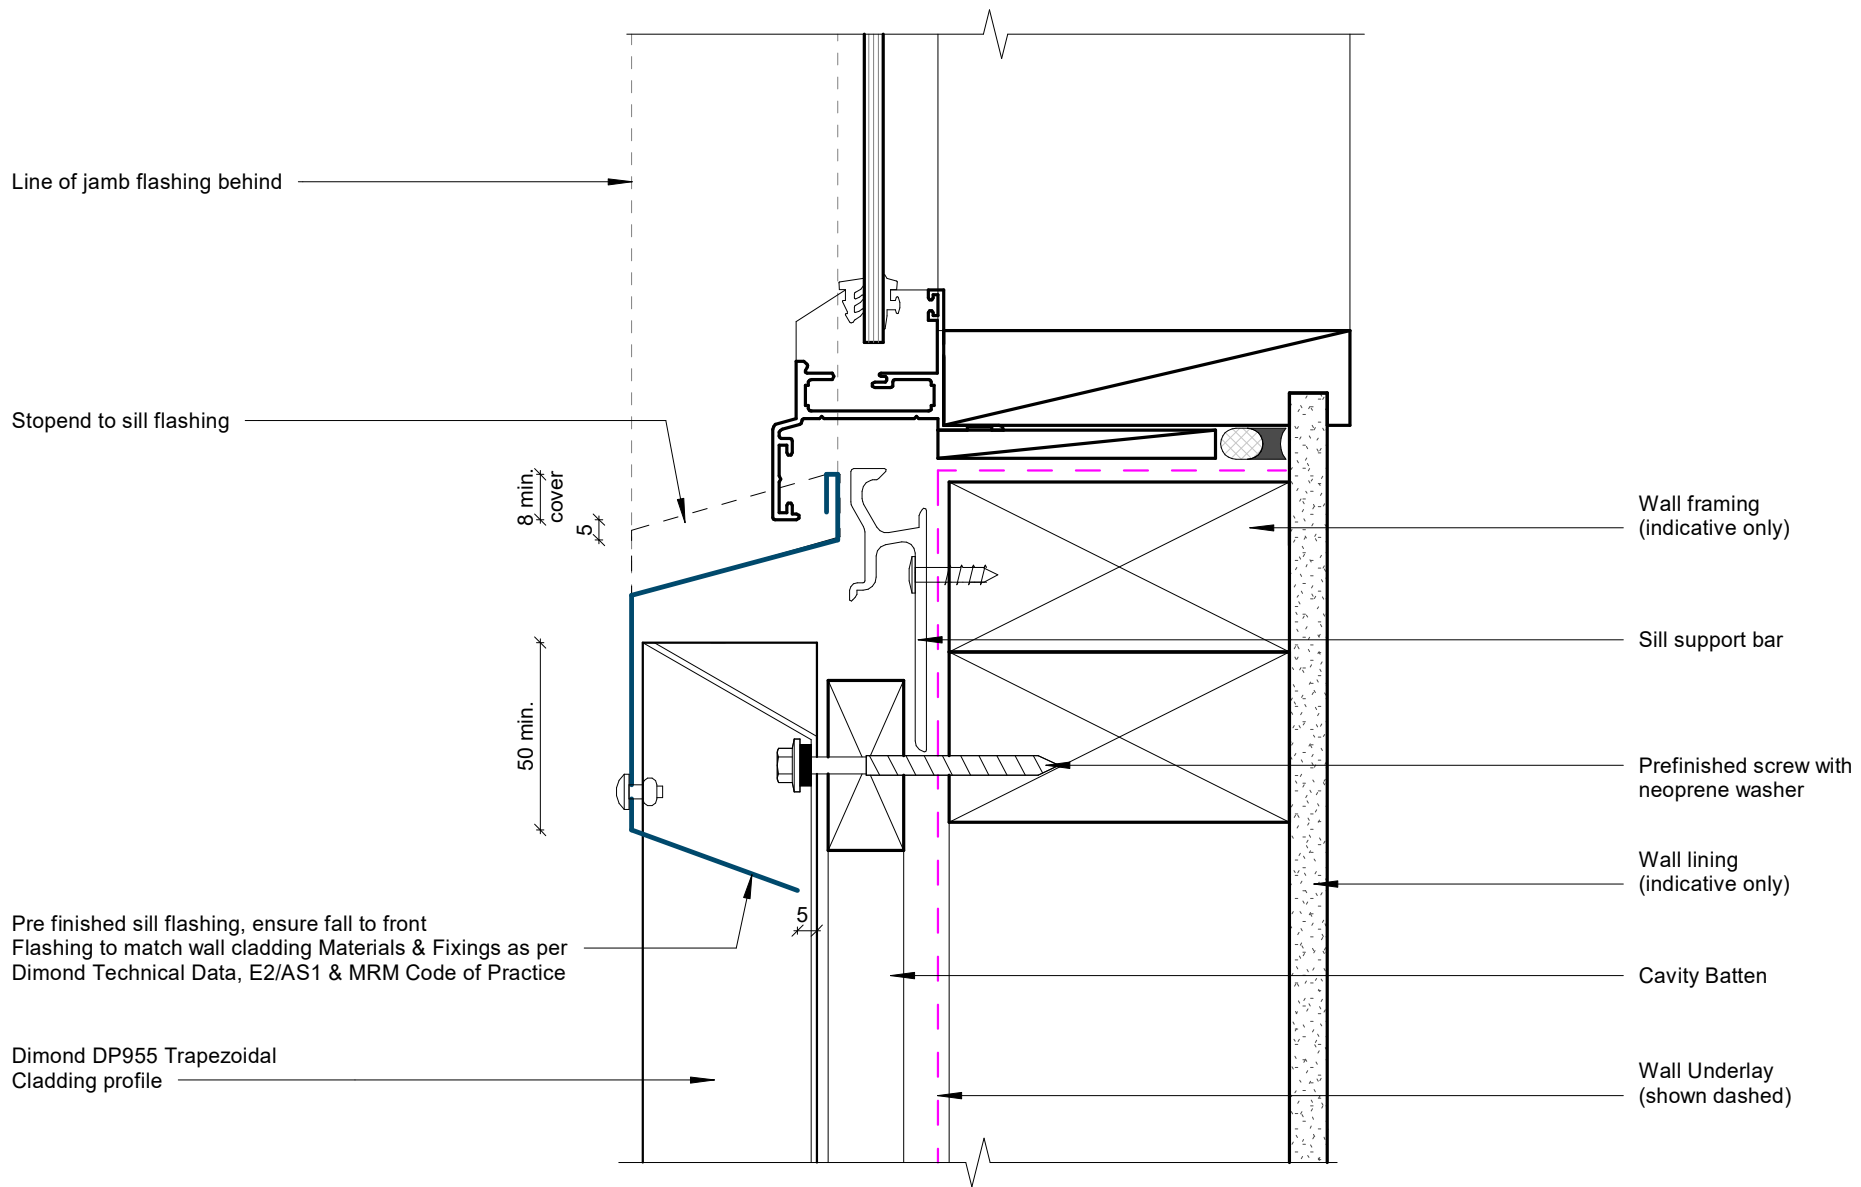 Line of jamb flashing behind
Stopend to sill flashing
8 min.
cover
5
50 min.
5
Pre finished sill flashing, ensure fall to front
Flashing to match wall cladding Materials & Fixings as per
Dimond Technical Data, E2/AS1 & MRM Code of Practice
Dimond DP955 Trapezoidal
Cladding profile
Wall framing
(indicative only)
Sill support bar
Prefinished screw with
neoprene washer
Wall lining
(indicative only)
Cavity Batten
Wall Underlay
(shown dashed)